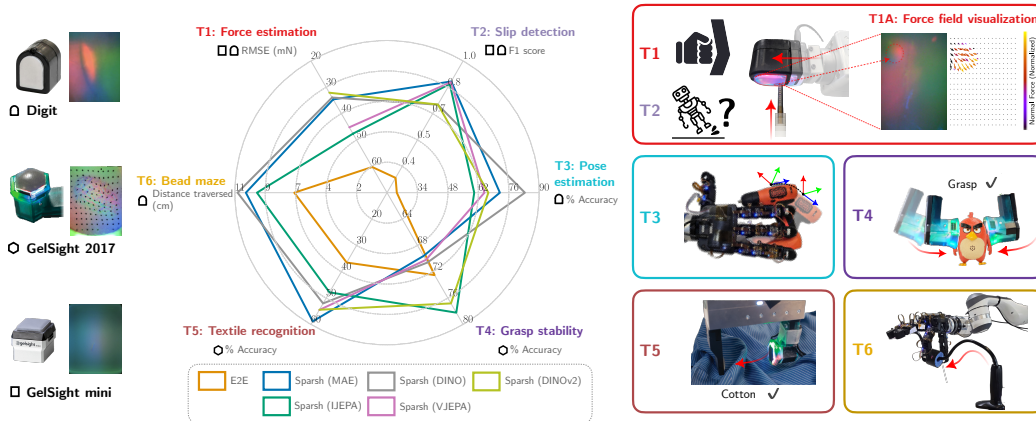 Digit
GelSight 2017
GelSight mini
T1: Force estimation
RMSE (mN)
T2: Slip detection
F1 score
T3: Pose
estimation
% Accuracy
T4: Grasp stability
% Accuracy
T5: Textile recognition
% Accuracy
T6: Bead maze
Distance traversed
(cm)
20
30
40
50
60
1.0
0.8
0.7
0.5
0.4
90
62
48
34
80
76
72
68
64
60
50
40
30
20
11
9
7
4
2
E2E
Sparsh (MAE)
Sparsh (DINO)
Sparsh (DINOv2)
Sparsh (IJEPA)
Sparsh (VJEPA)
T1A: Force field visualization
T1
T2
?
Normal Force (Normalized)
T3
T4
Grasp ✓
T5
Cotton ✓
T6